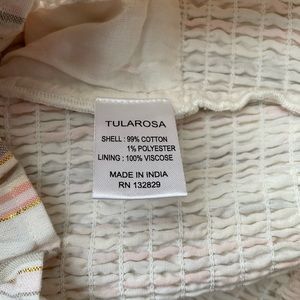 TULAROSA
SHELL : 99% COTTON
1% POLYESTER
LINING : 100% VISCOSE
MADE IN INDIA
RN 132829